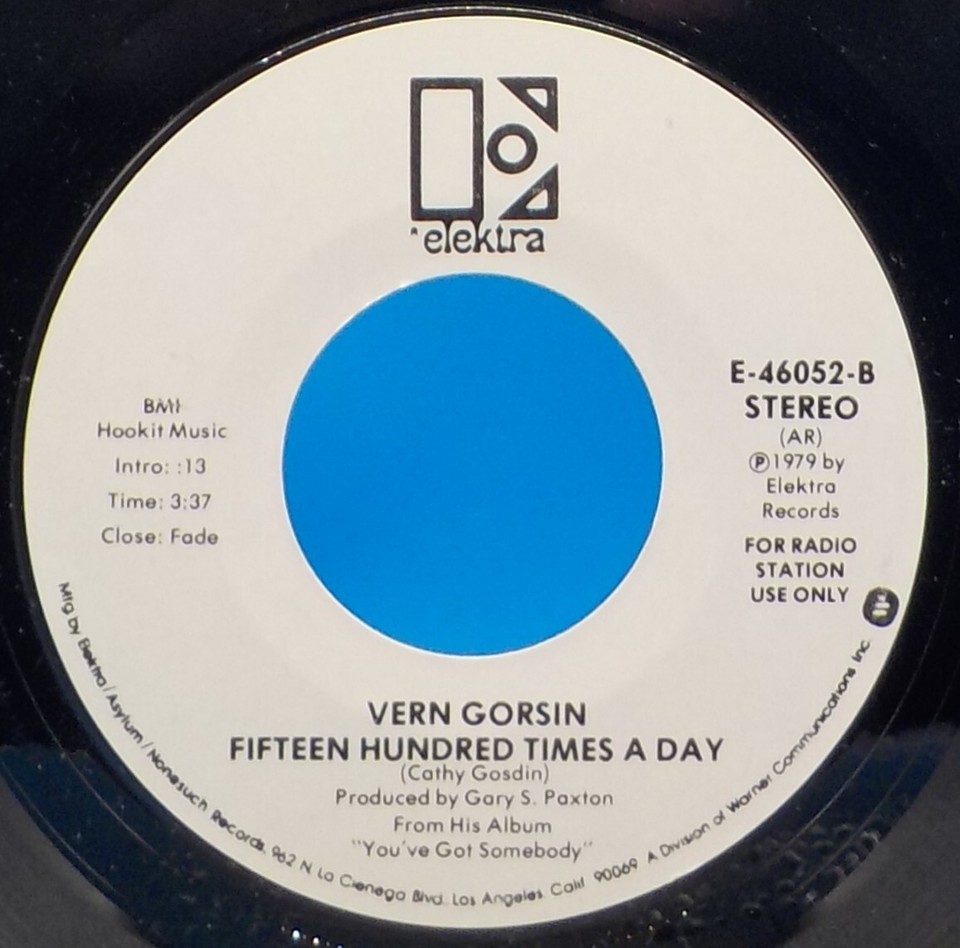 elektra
E-46052-B
STEREO
(AR)
Ⓟ1979 by
Elektra
Records
FOR RADIO
STATION
USE ONLY
BMI
Hookit Music
Intro: :13
Time: 3:37
Close: Fade
VERN GORSIN
FIFTEEN HUNDRED TIMES A DAY
(Cathy Gosdin)
Produced by Gary S. Paxton
From His Album
"You've Got Somebody"
Mfg by Elektra/Asylum/Nonesuch Records, 962 N. La Cienega Blvd. Los Angeles Calif. 90069 A Division of Warner Communications Inc.